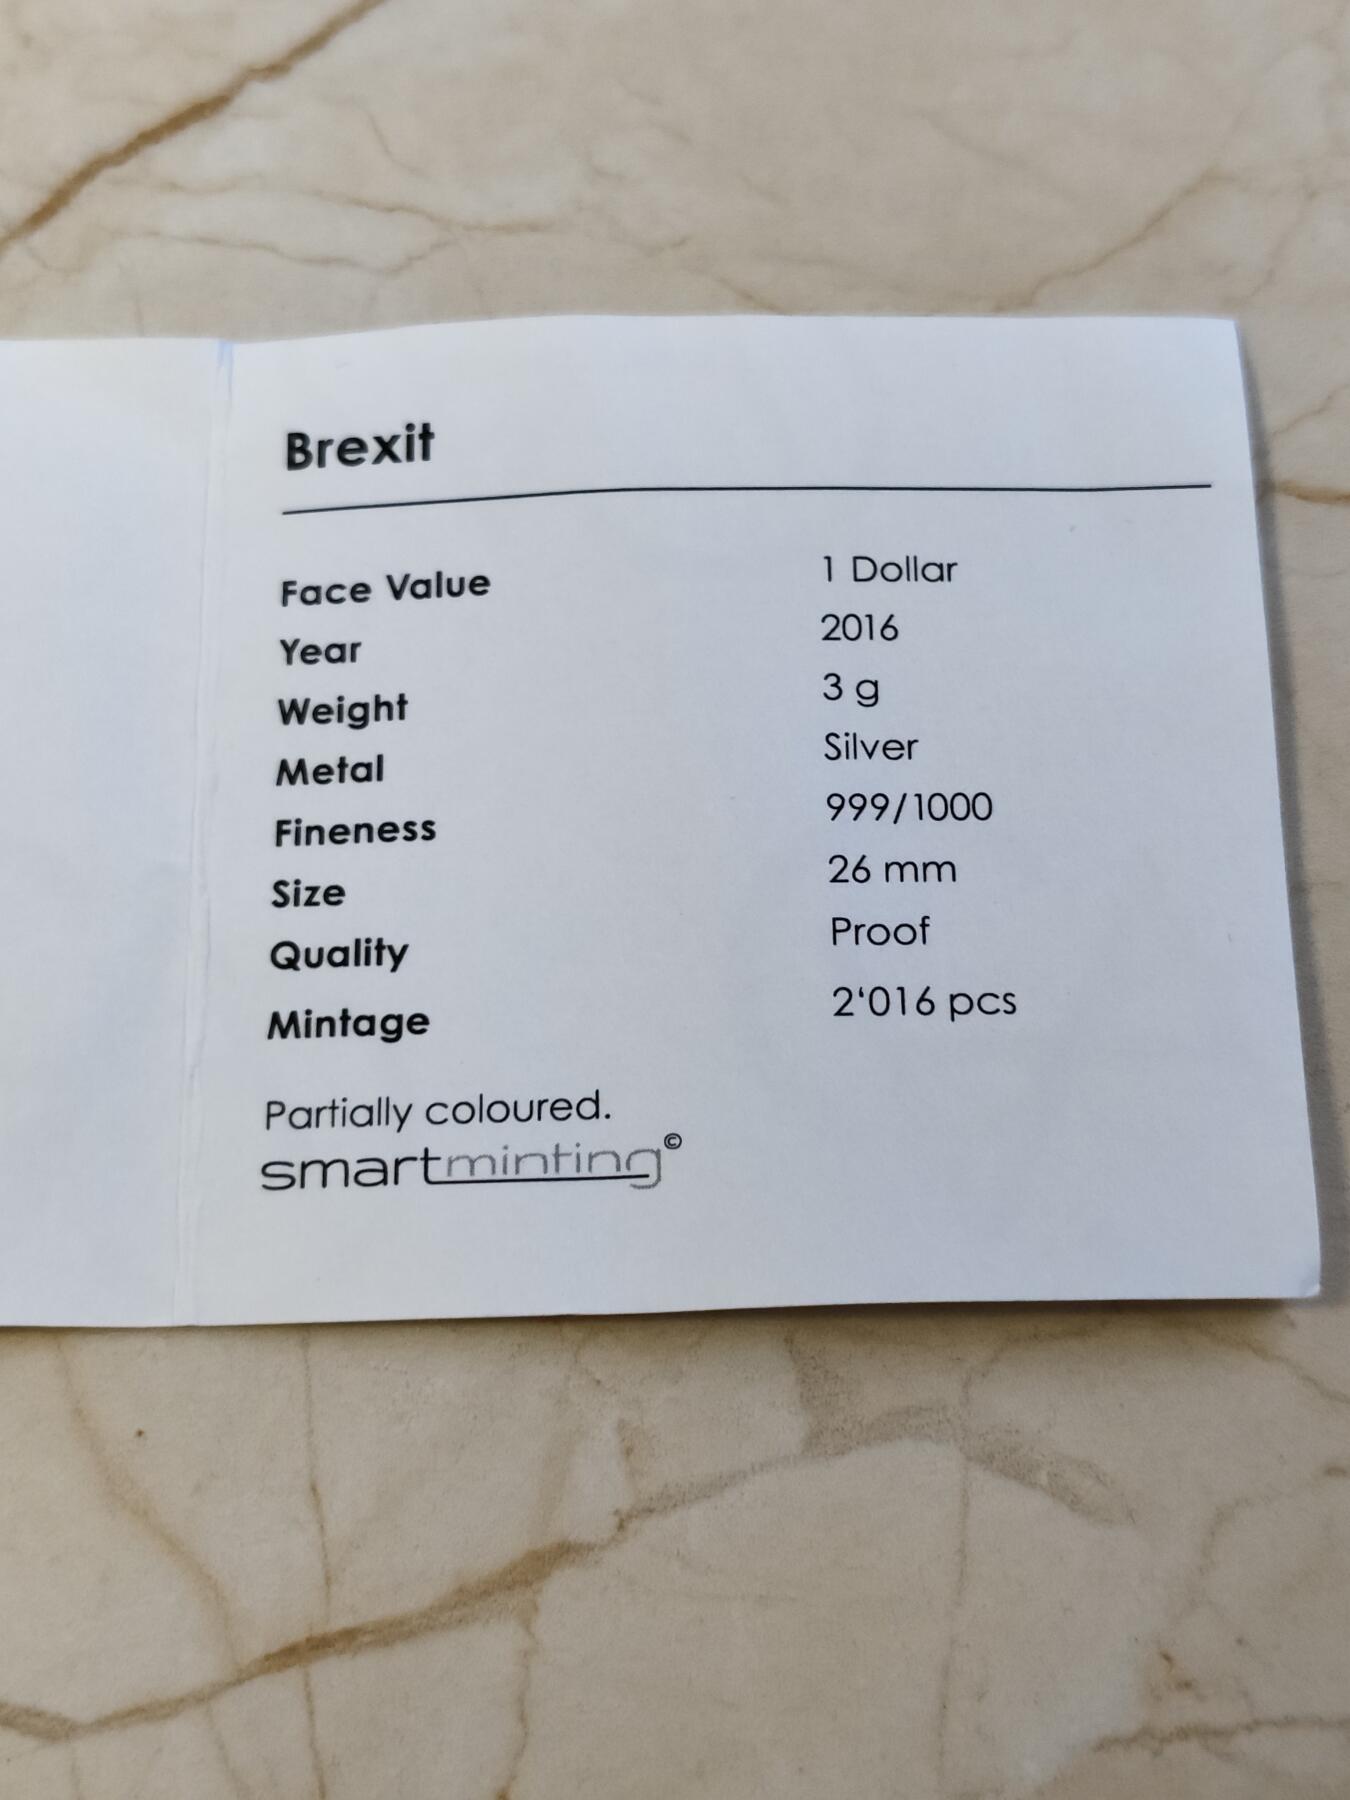 Brexit
Face Value 1 Dollar
Year 2016
Weight 3 g
Metal Silver
Fineness 999/1000
Size 26 mm
Quality Proof
Mintage 2‘016 pcs
Partially coloured.
smartminting©